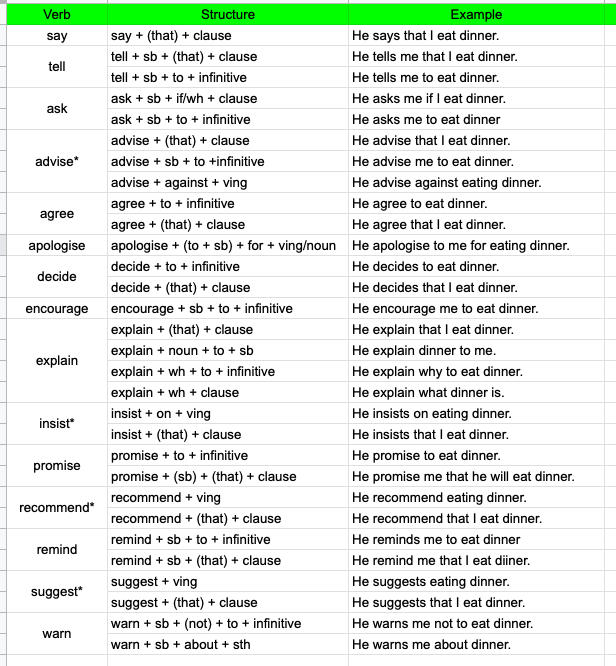 Verb Structure Example
say say + (that) + clause He says that I eat dinner.
tell tell + sb + (that) + clause He tells me that I eat dinner.
tell + sb + to + infinitive He tells me to eat dinner.
ask ask + sb + if/wh + clause He asks me if I eat dinner.
ask + sb + to + infinitive He asks me to eat dinner
advise* advise + (that) + clause He advise that I eat dinner.
advise + sb + to +infinitive He advise me to eat dinner.
advise + against + ving He advise against eating dinner.
agree agree + to + infinitive He agree to eat dinner.
agree + (that) + clause He agree that I eat dinner.
apologise apologise + (to + sb) + for + ving/noun He apologise to me for eating dinner.
decide decide + to + infinitive He decides to eat dinner.
decide + (that) + clause He decides that I eat dinner.
encourage encourage + sb + to + infinitive He encourage me to eat dinner.
explain explain + (that) + clause He explain that I eat dinner.
explain + noun + to + sb He explain dinner to me.
explain + wh + to + infinitive He explain why to eat dinner.
explain + wh + clause He explain what dinner is.
insist* insist + on + ving He insists on eating dinner.
insist + (that) + clause He insists that I eat dinner.
promise promise + to + infinitive He promise to eat dinner.
promise + (sb) + (that) + clause He promise me that he will eat dinner.
recommend* recommend + ving He recommend eating dinner.
recommend + (that) + clause He recommend that I eat dinner.
remind remind + sb + to + infinitive He reminds me to eat dinner
remind + sb + (that) + clause He remind me that I eat diiner.
suggest* suggest + ving He suggests eating dinner.
suggest + (that) + clause He suggests that I eat dinner.
warn warn + sb + (not) + to + infinitive He warns me not to eat dinner.
warn + sb + about + sth He warns me about dinner.